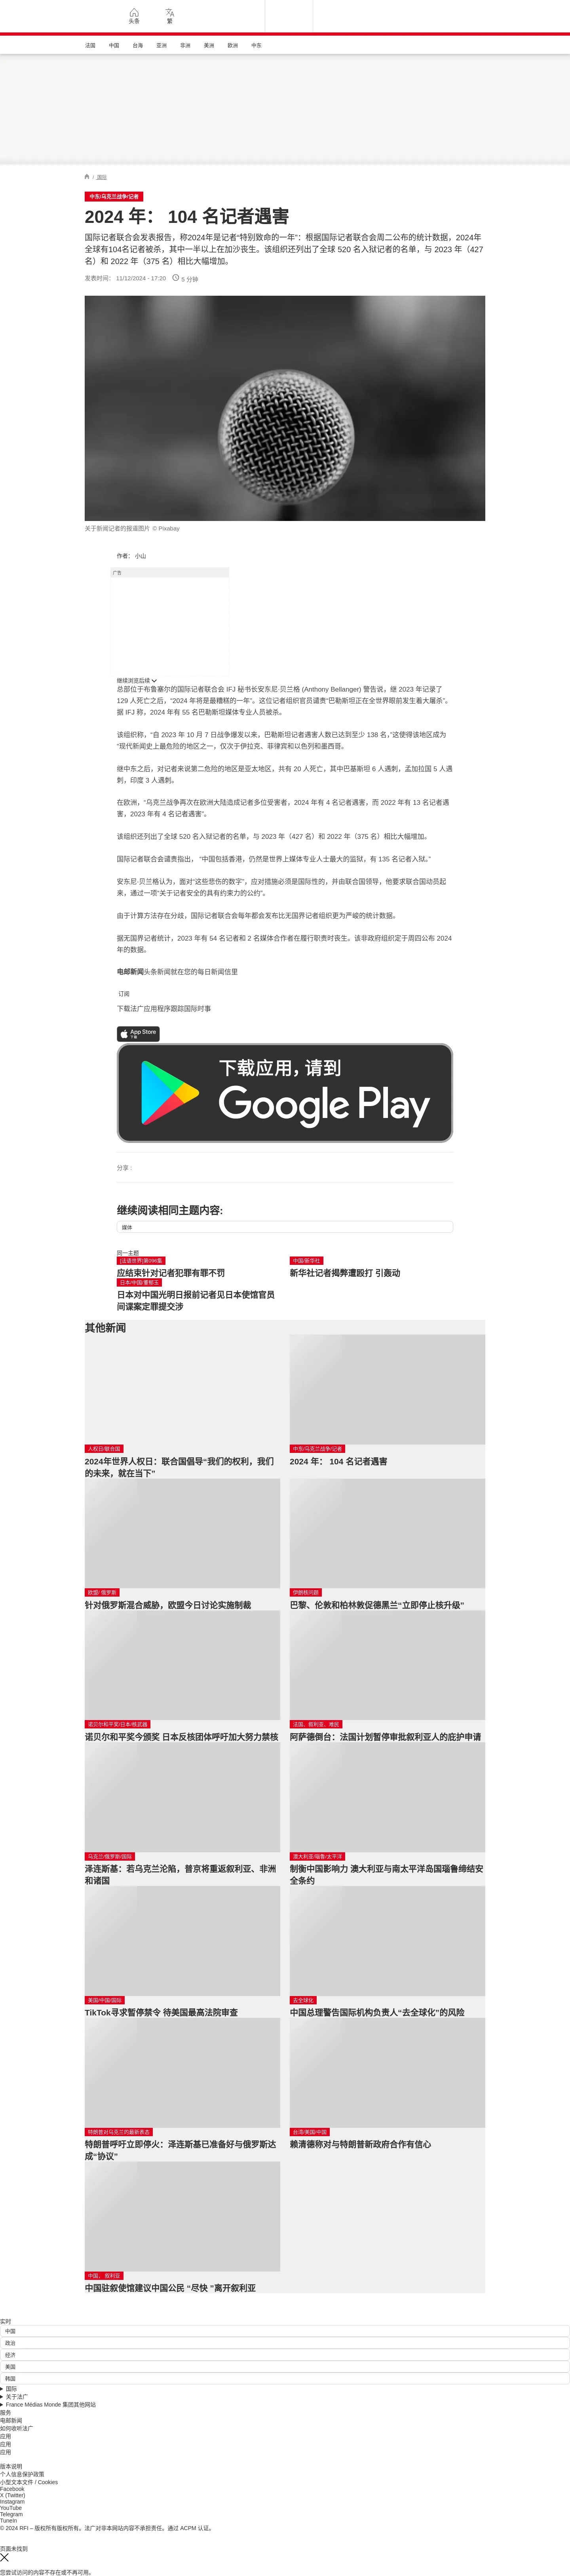 头条
繁
法国
中国
台海
亚洲
非洲
美洲
欧洲
中东
/ 国际
中东/乌克兰战争/记者
2024 年： 104 名记者遇害
国际记者联合会发表报告，称2024年是记者“特别致命的一年”：根据国际记者联合会周二公布的统计数据，2024年
全球有104名记者被杀，其中一半以上在加沙丧生。该组织还列出了全球 520 名入狱记者的名单，与 2023 年（427
名）和 2022 年（375 名）相比大幅增加。
发表时间： 11/12/2024 - 17:20
5 分钟
关于新闻记者的报道图片 © Pixabay
作者： 小山
广告
继续浏览后续
总部位于布鲁塞尔的国际记者联合会 IFJ 秘书长安东尼·贝兰格 (Anthony Bellanger) 警告说，继 2023 年记录了
129 人死亡之后，“2024 年将是最糟糕的一年”。这位记者组织官员谴责“巴勒斯坦正在全世界眼前发生着大屠杀”。
据 IFJ 称，2024 年有 55 名巴勒斯坦媒体专业人员被杀。
该组织称，“自 2023 年 10 月 7 日战争爆发以来，巴勒斯坦记者遇害人数已达到至少 138 名，”这使得该地区成为
“现代新闻史上最危险的地区之一，仅次于伊拉克、菲律宾和以色列和墨西哥。
继中东之后，对记者来说第二危险的地区是亚太地区，共有 20 人死亡，其中巴基斯坦 6 人遇刺，孟加拉国 5 人遇
刺，印度 3 人遇刺。
在欧洲，“乌克兰战争再次在欧洲大陆造成记者多位受害者，2024 年有 4 名记者遇害，而 2022 年有 13 名记者遇
害，2023 年有 4 名记者遇害”。
该组织还列出了全球 520 名入狱记者的名单，与 2023 年（427 名）和 2022 年（375 名）相比大幅增加。
国际记者联合会谴责指出， “中国包括香港，仍然是世界上媒体专业人士最大的监狱，有 135 名记者入狱。”
安东尼·贝兰格认为，面对“这些悲伤的数字”，应对措施必须是国际性的，并由联合国领导，他要求联合国动员起
来，通过一项“关于记者安全的具有约束力的公约”。
由于计算方法存在分歧，国际记者联合会每年都会发布比无国界记者组织更为严峻的统计数据。
据无国界记者统计，2023 年有 54 名记者和 2 名媒体合作者在履行职责时丧生。该非政府组织定于周四公布 2024
年的数据。
电邮新闻头条新闻就在您的每日新闻信里
订阅
下载法广应用程序跟踪国际时事
App Store
下载
下载应用，请到
Google Play
分享 :
继续阅读相同主题内容:
媒体
同一主题
[法语世界]第096集
应结束针对记者犯罪有罪不罚
中国/新华社
新华社记者揭弊遭殴打 引轰动
日本/中国/董郁玉
日本对中国光明日报前记者见日本使馆官员
间谍案定罪提交涉
其他新闻
人权日/联合国
2024年世界人权日：联合国倡导“我们的权利，我们
的未来，就在当下”
中东/乌克兰战争/记者
2024 年： 104 名记者遇害
欧盟/ 俄罗斯
针对俄罗斯混合威胁，欧盟今日讨论实施制裁
伊朗核问题
巴黎、伦敦和柏林敦促德黑兰“立即停止核升级”
诺贝尔和平奖/日本/核武器
诺贝尔和平奖今颁奖 日本反核团体呼吁加大努力禁核
法国、叙利亚、难民
阿萨德倒台：法国计划暂停审批叙利亚人的庇护申请
乌克兰/俄罗斯/国际
泽连斯基：若乌克兰沦陷，普京将重返叙利亚、非洲
和诸国
澳大利亚/瑙鲁/太平洋
制衡中国影响力 澳大利亚与南太平洋岛国瑙鲁缔结安
全条约
美国/中国/国际
TikTok寻求暂停禁令 待美国最高法院审查
去全球化
中国总理警告国际机构负责人“去全球化”的风险
特朗普对乌克兰的最新表态
特朗普呼吁立即停火：泽连斯基已准备好与俄罗斯达
成“协议”
台湾/美国/中国
赖清德称对与特朗普新政府合作有信心
中国、 叙利亚
中国驻叙使馆建议中国公民 “尽快 ”离开叙利亚
实时
中国
政治
经济
美国
韩国
国际
关于法广
France Médias Monde 集团其他网站
服务
电邮新闻
如何收听法广
应用
应用
应用
版本说明
个人信息保护政策
小型文本文件 / Cookies
Facebook
X (Twitter)
Instagram
YouTube
Telegram
TuneIn
© 2024 RFI – 版权所有版权所有。法广对非本网站内容不承担责任。通过 ACPM 认证。
页面未找到
您尝试访问的内容不存在或不再可用。